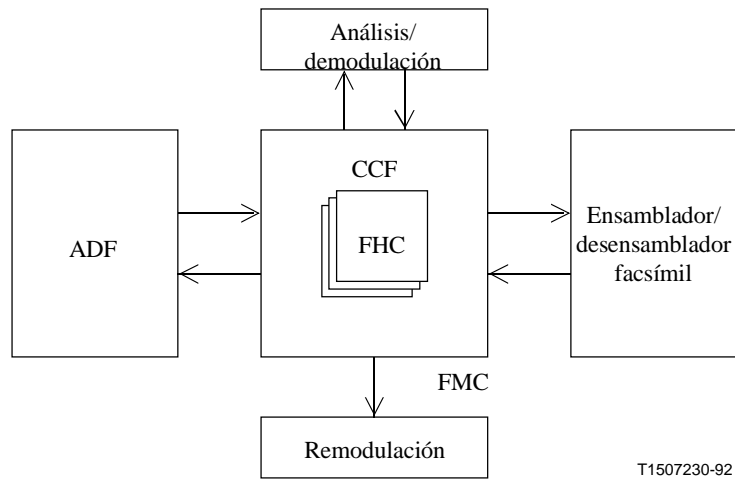 Análisis/
demodulación
CCF
FHC
ADF
Ensamblador/
desensamblador
facsímil
FMC
Remodulación
T1507230-92